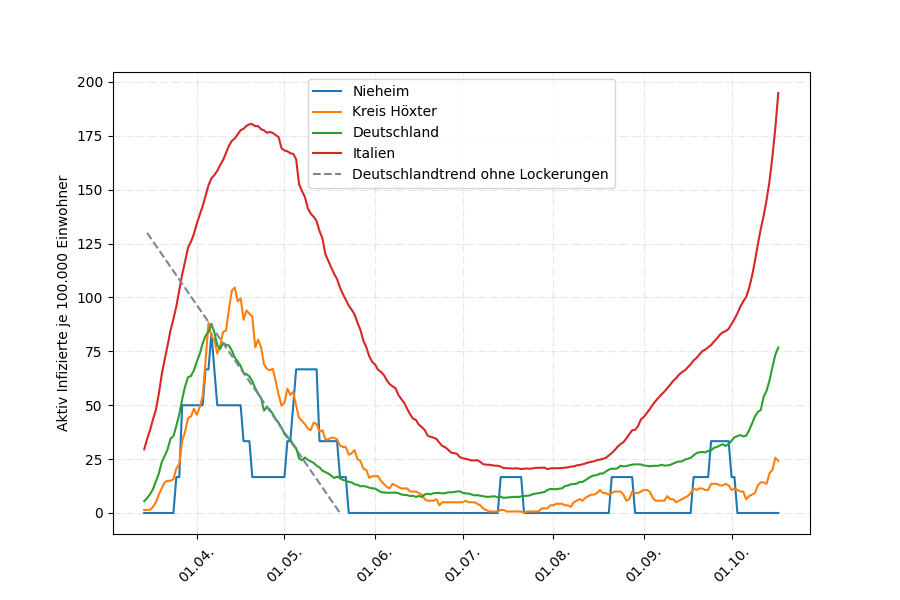 Nieheim
Kreis Höxter
Deutschland
Italien
Deutschlandtrend ohne Lockerungen
Aktiv Infizierte je 100.000 Einwohner
200
175
150
125
100
75
50
25
0
01.04.
01.05.
01.06.
01.07.
01.08.
01.09.
01.10.